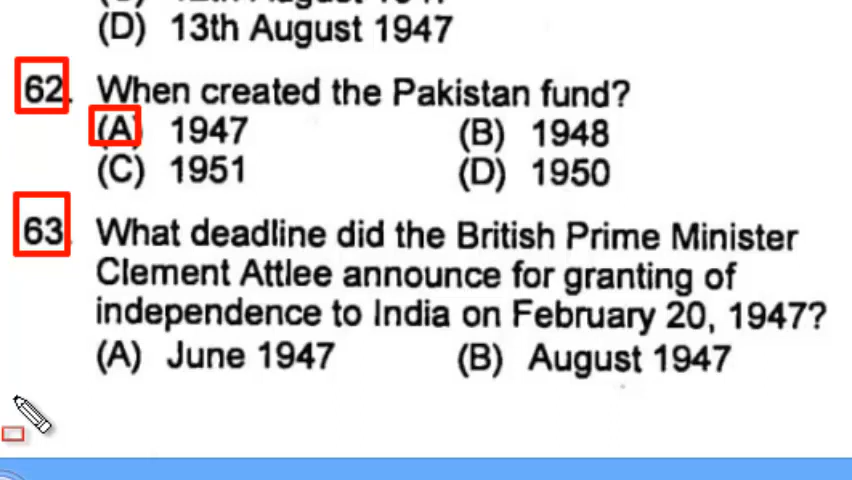 (D) 13th August 1947
62. When created the Pakistan fund?
(A) 1947 (B) 1948
(C) 1951 (D) 1950
63. What deadline did the British Prime Minister
Clement Attlee announce for granting of
independence to India on February 20, 1947?
(A) June 1947 (B) August 1947